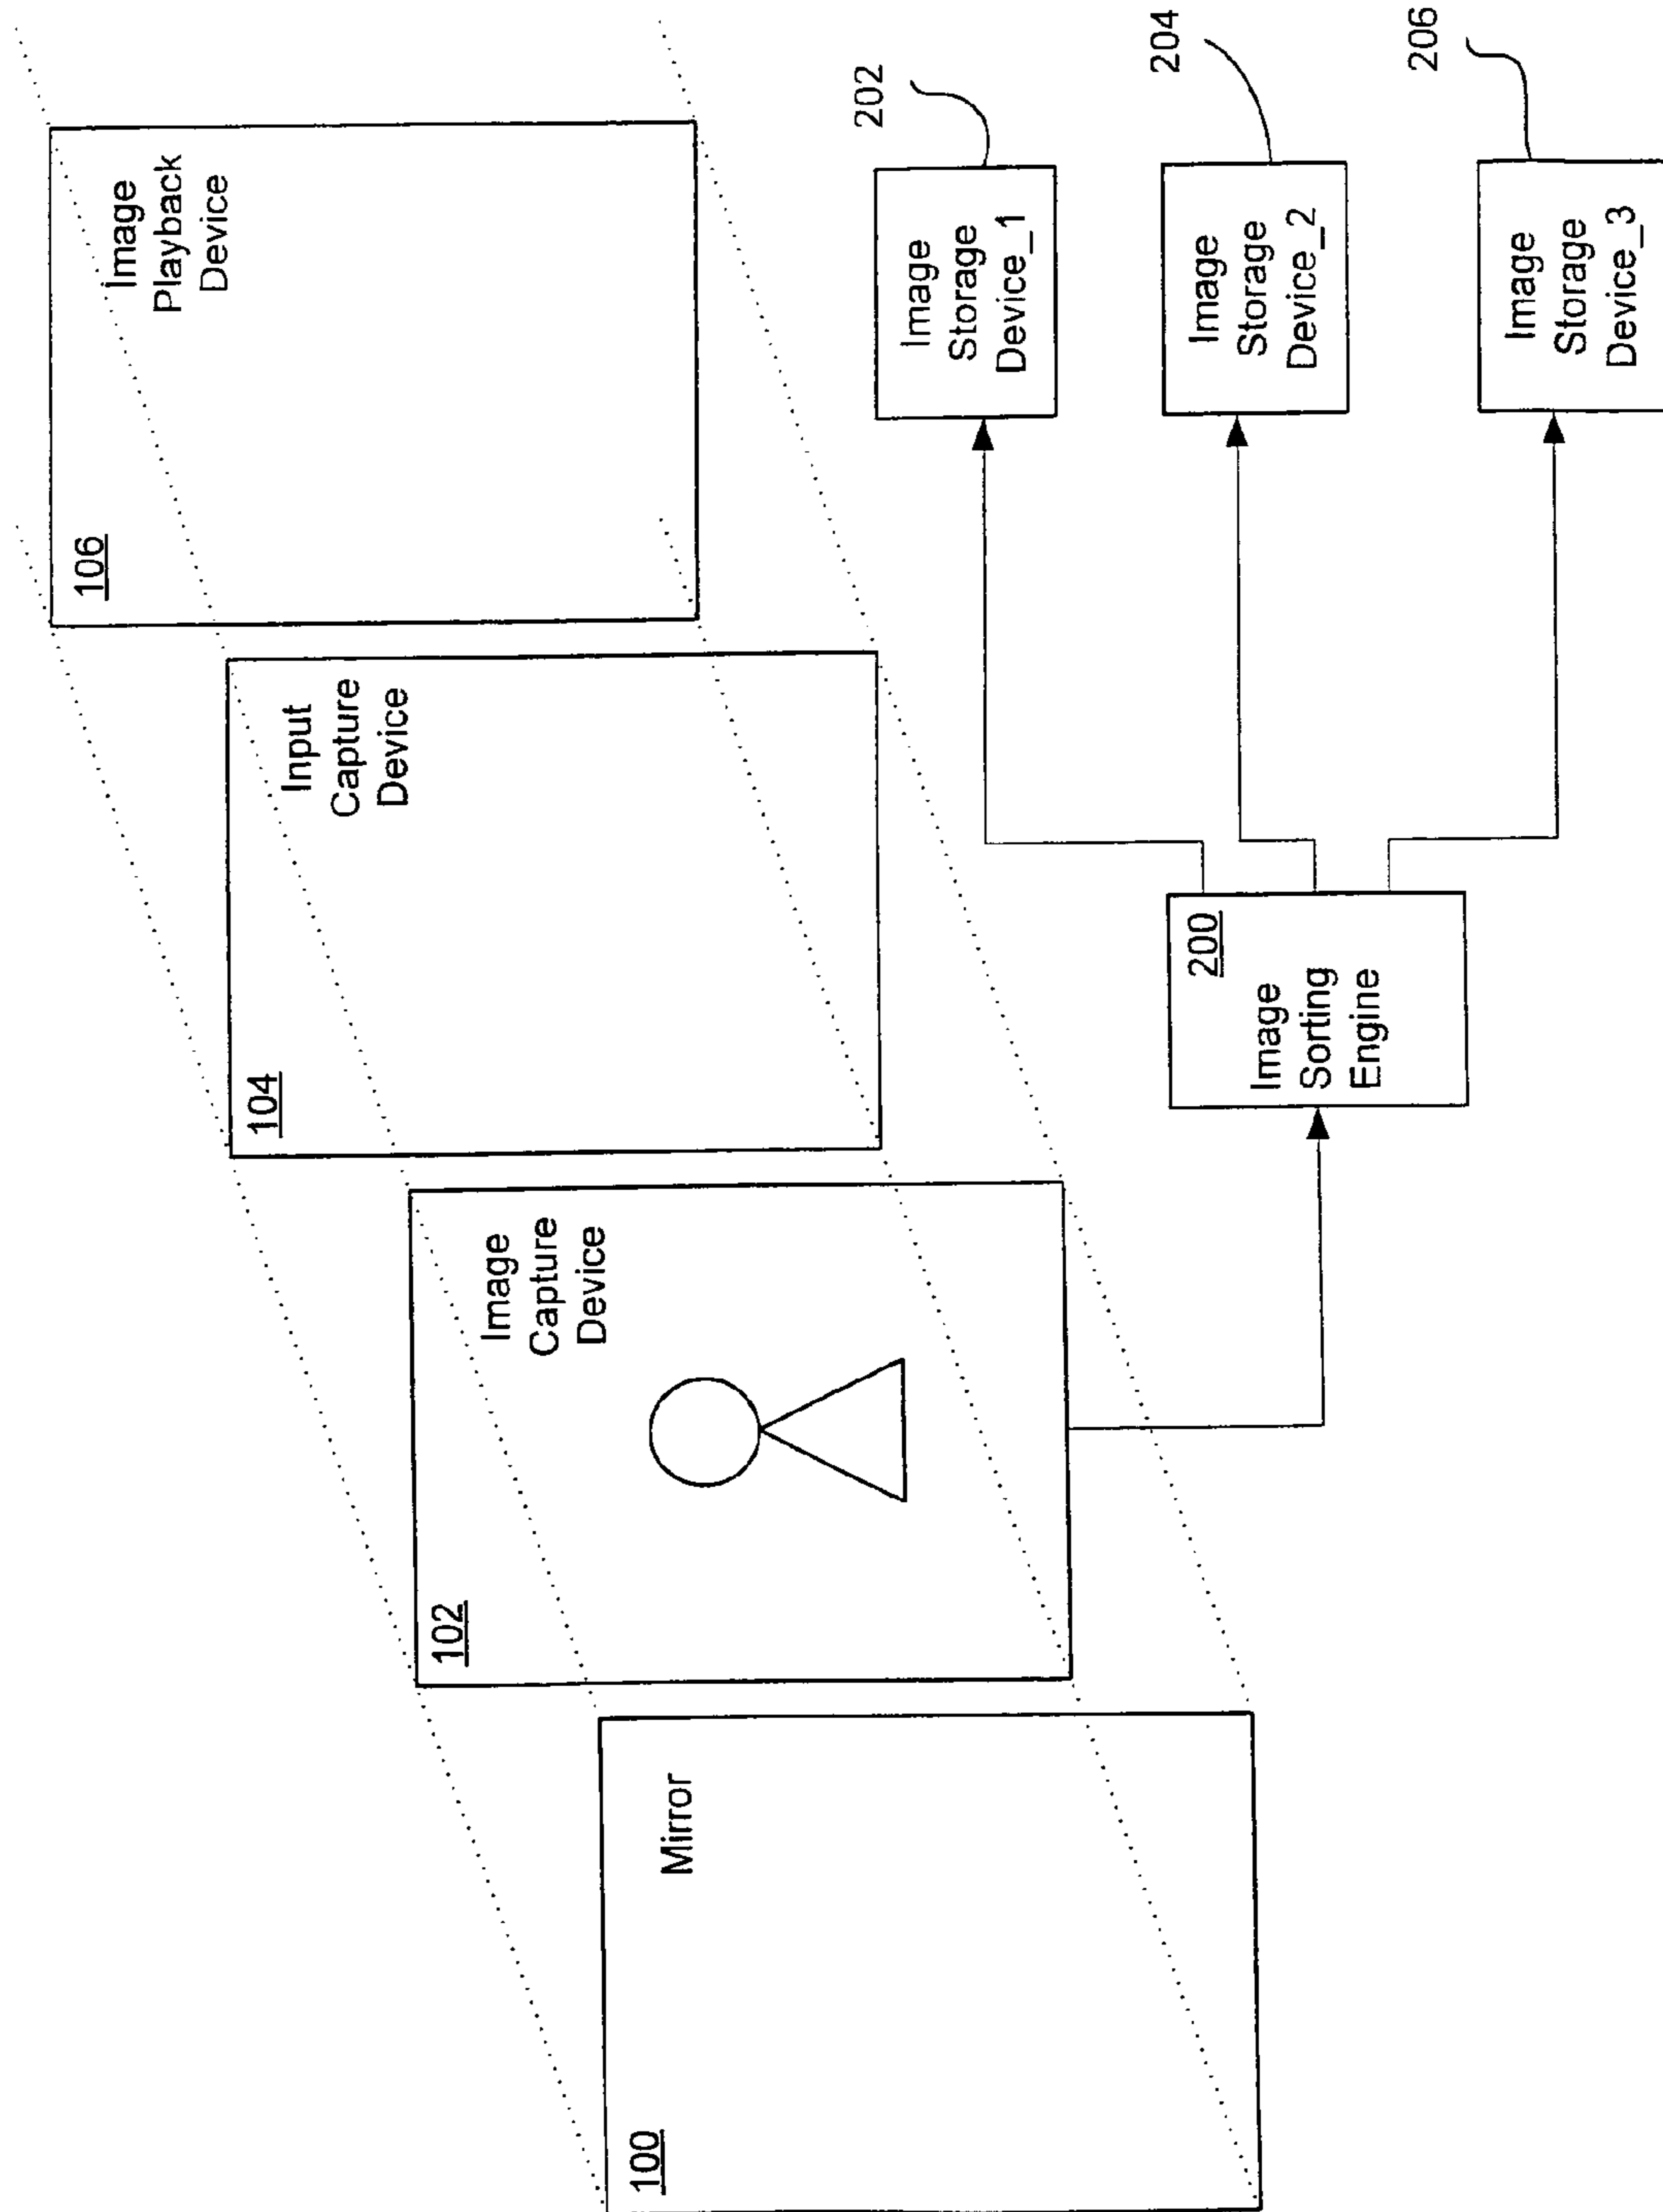 100
Mirror
102
Image
Capture
Device
104
Input
Capture
Device
106
Image
Playback
Device
200
Image
Sorting
Engine
Image
Storage
Device_1
202
Image
Storage
Device_2
204
Image
Storage
Device_3
206